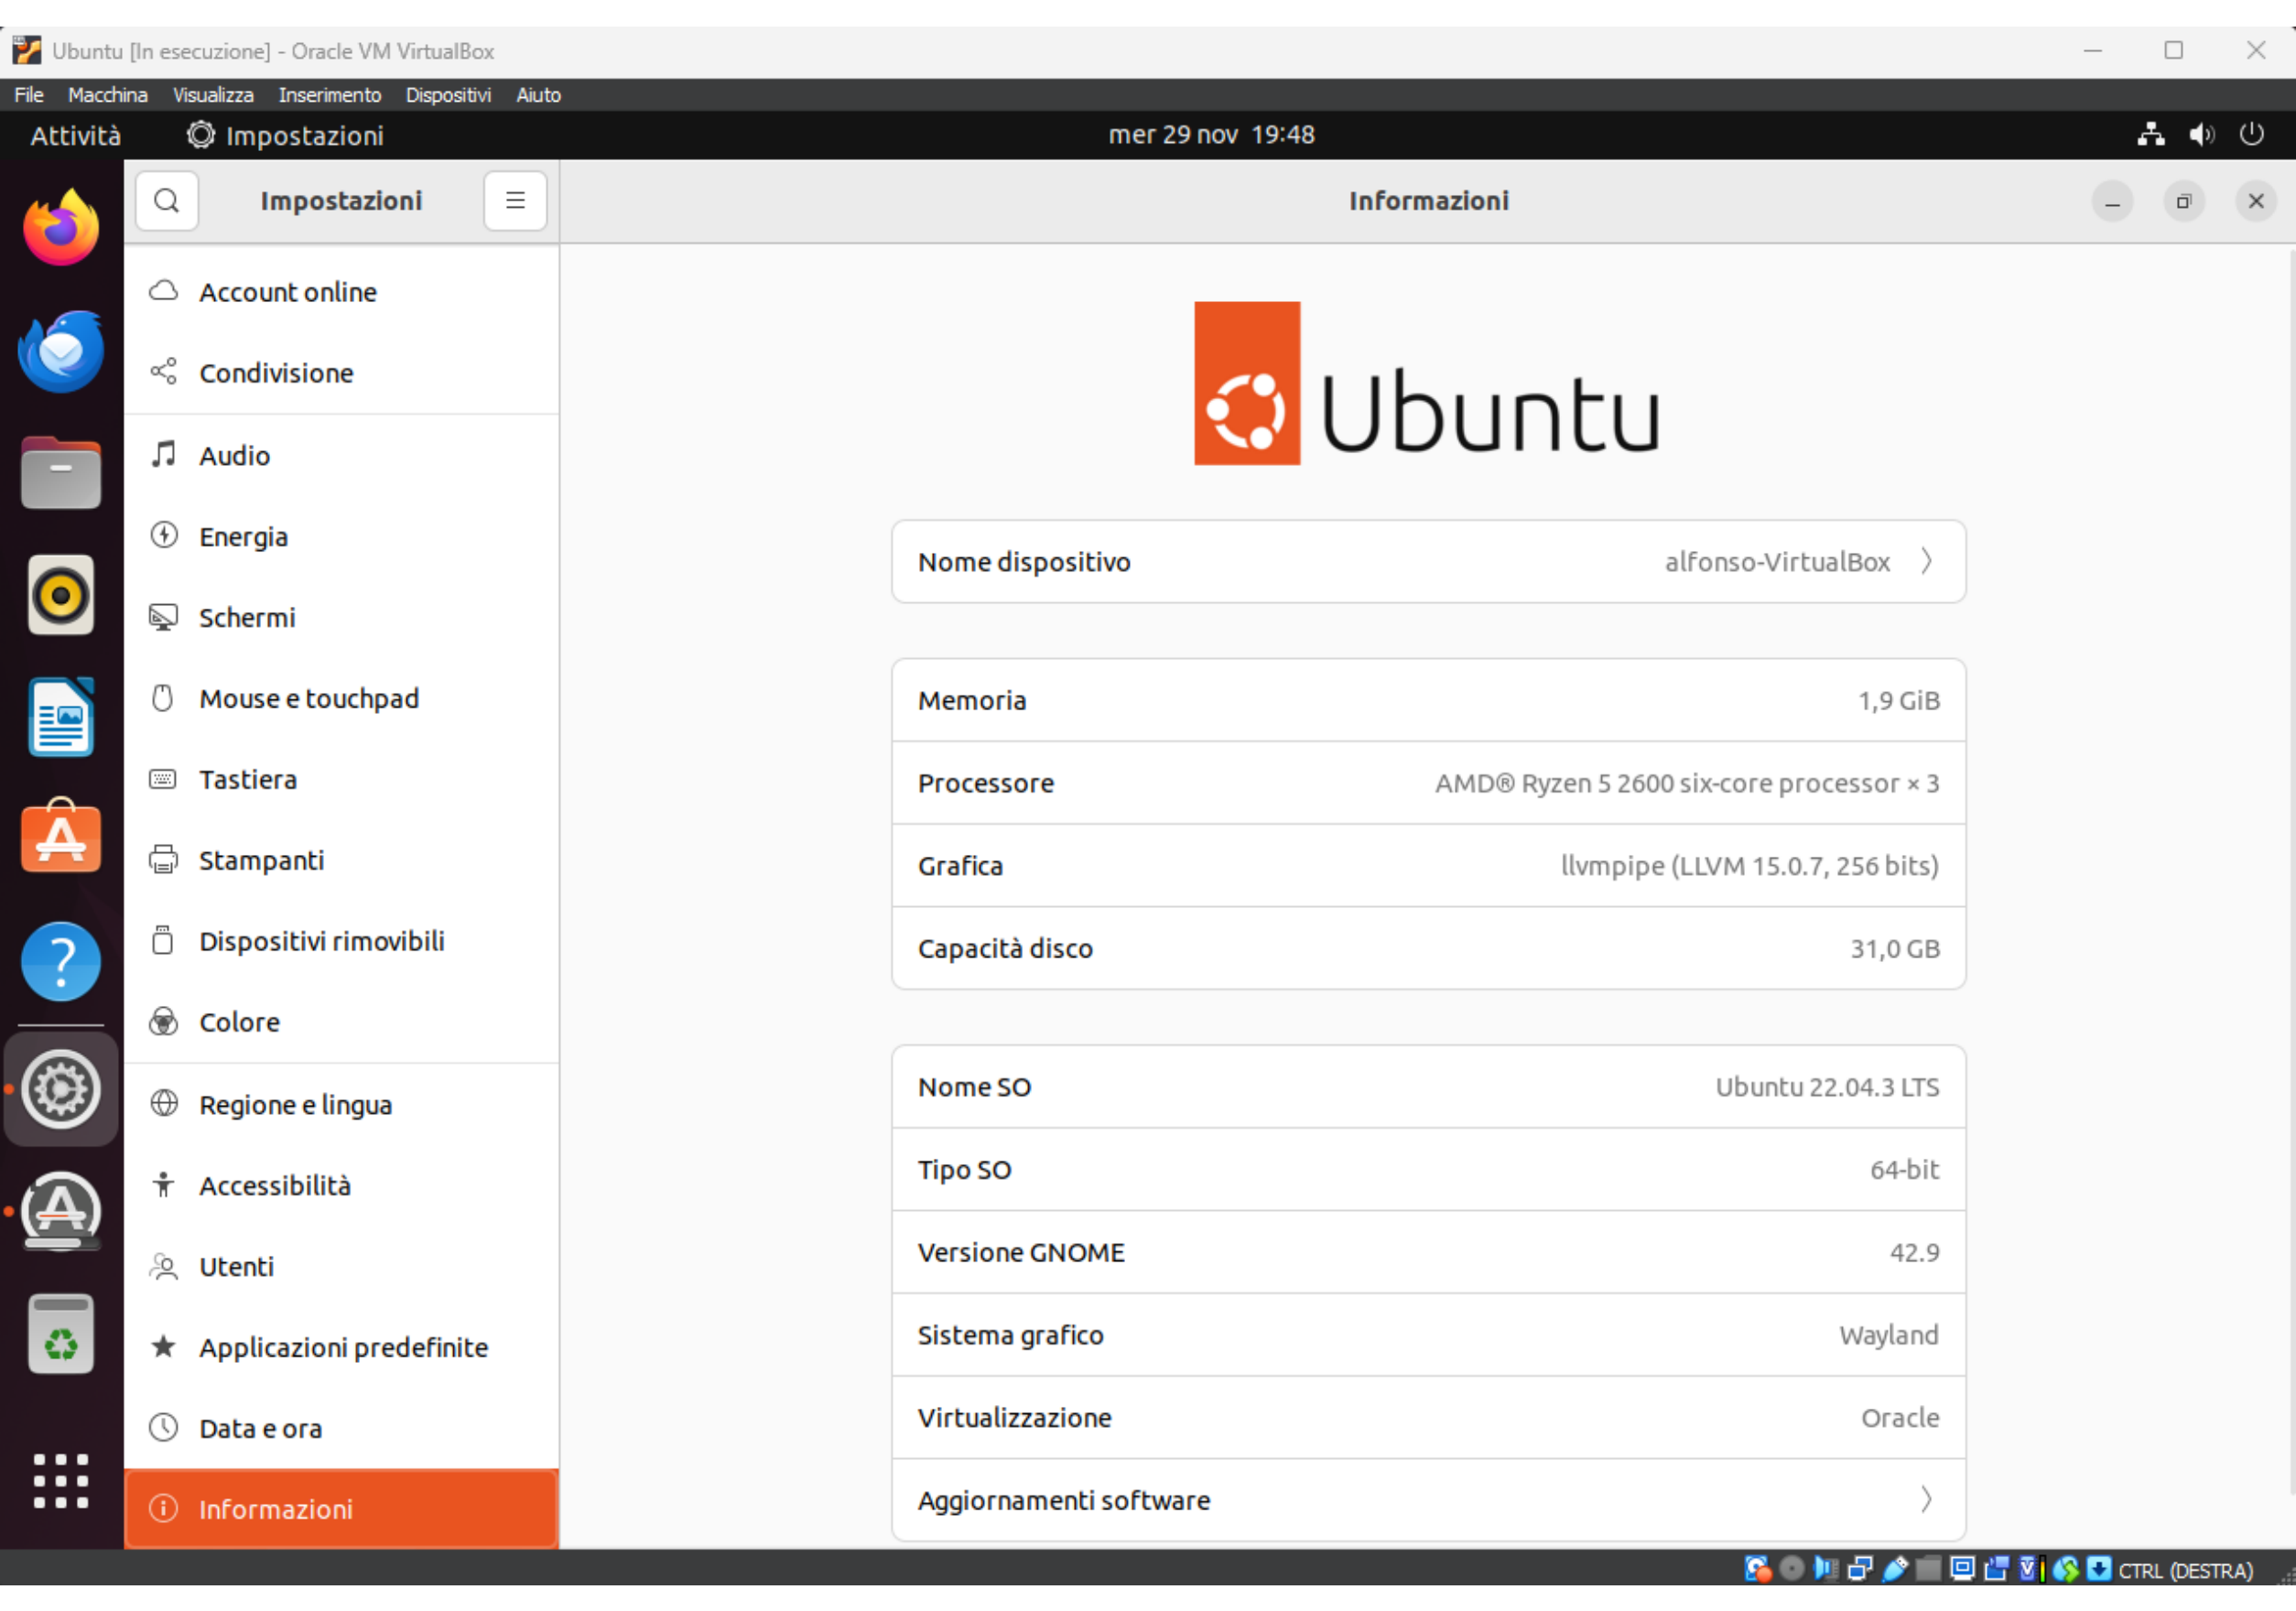 Ubuntu [In esecuzione] - Oracle VM VirtualBox
File Macchina Visualizza Inserimento Dispositivi Aiuto
Attività Impostazioni mer 29 nov 19:48
Impostazioni
Informazioni
Account online
Condivisione
Audio
Energia
Schermi
Mouse e touchpad
Tastiera
Stampanti
Dispositivi rimovibili
Colore
Regione e lingua
Accessibilità
Utenti
Applicazioni predefinite
Data e ora
Informazioni
Ubuntu
Nome dispositivo alfonso-VirtualBox
Memoria 1,9 GiB
Processore AMD® Ryzen 5 2600 six-core processor × 3
Grafica llvmpipe (LLVM 15.0.7, 256 bits)
Capacità disco 31,0 GB
Nome SO Ubuntu 22.04.3 LTS
Tipo SO 64-bit
Versione GNOME 42.9
Sistema grafico Wayland
Virtualizzazione Oracle
Aggiornamenti software
CTRL (DESTRA)